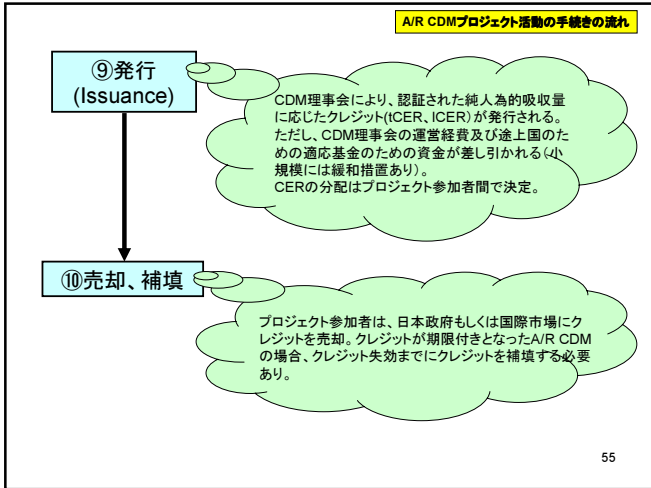 A/R CDMプロジェクト活動の手続きの流れ
⑨発行
(Issuance)
CDM理事会により、認証された純人為的吸収量
に応じたクレジット(tCER、lCER)が発行される。
ただし、CDM理事会の運営経費及び途上国のた
めの適応基金のための資金が差し引かれる(小
規模には緩和措置あり)。
CERの分配はプロジェクト参加者間で決定。
⑩売却、補填
プロジェクト参加者は、日本政府もしくは国際市場にク
レジットを売却。クレジットが期限付きとなったA/R CDM
の場合、クレジット失効までにクレジットを補填する必要
あり。
55